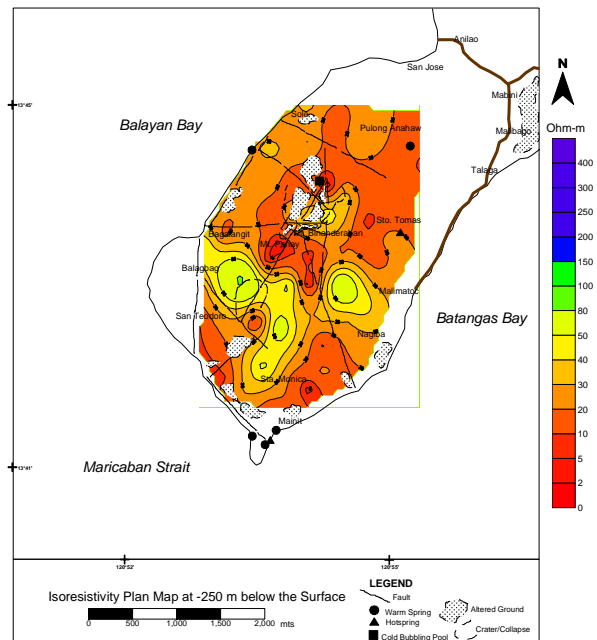 Anilao
San Jose
N
Mabini
Ohm-m
13°45'
Solo
Balayan Bay
Pulong Anahaw
Mainaga
Talaga
400
300
250
200
150
100
80
50
40
30
20
10
5
2
0
Sto. Tomas
Bagalangit
Mt. Binanderahan
Mt. Panay
Balagbag
Malimatoc
San Teodoro
Batangas Bay
Nagiba
Sta. Monica
Mainit
Maricaban Strait
13°41'
120°52
120°55
Isoresistivity Plan Map at -250 m below the Surface
0 500 1,000 1,500 2,000 mts
LEGEND
Fault
Warm Spring
Hotspring
Cold Bubbling Pool
Altered Ground
Crater/Collapse